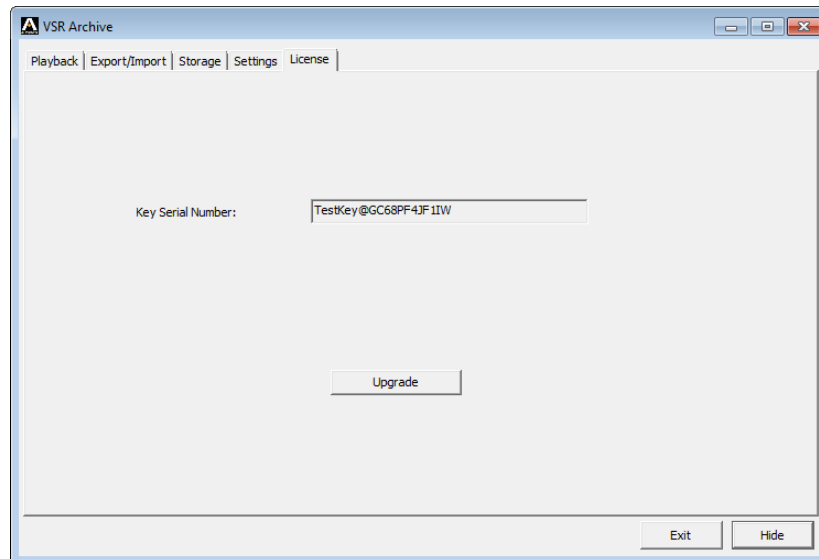 VSR Archive
Playback Export/Import Storage Settings License
Key Serial Number: TestKey@GC68PF4JF1IW
Upgrade
Exit Hide